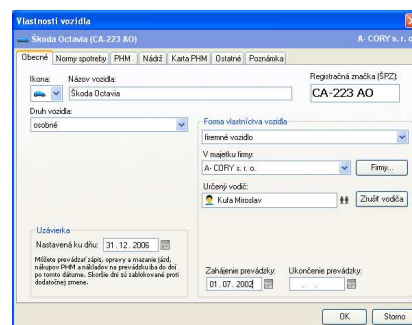 Vlastnosti vozidla
Škoda Octavia (CA-223 AO)
A- CORY s. r. o.
Obecné
Normy spotreby
PHM
Nádrž
Karta PHM
Ostatné
Poznámka
Ikona:
Názov vozidla:
Registračná značka (ŠPZ):
Škoda Octavia
CA-223 AO
Druh vozidla:
osobné
Forma vlastníctva vozidla
firemné vozidlo
V majetku firmy:
A- CORY s. r. o.
Firmy...
Určený vodič:
Kufa Miroslav
Zrušiť vodiča
Uzávierka
Nastavená ku dňu:
31. 12. 2006
Môžete prevádzať zápis, opravy a mazanie jázd,
nákupov PHM a nákladov na prevádzku iba do dní
po tomto dátume. Skoršie dni sú zablokované proti
dodatočnej zmene.
Zahájenie prevádzky:
Ukončenie prevádzky:
01. 07. 2002
. .
OK
Storno